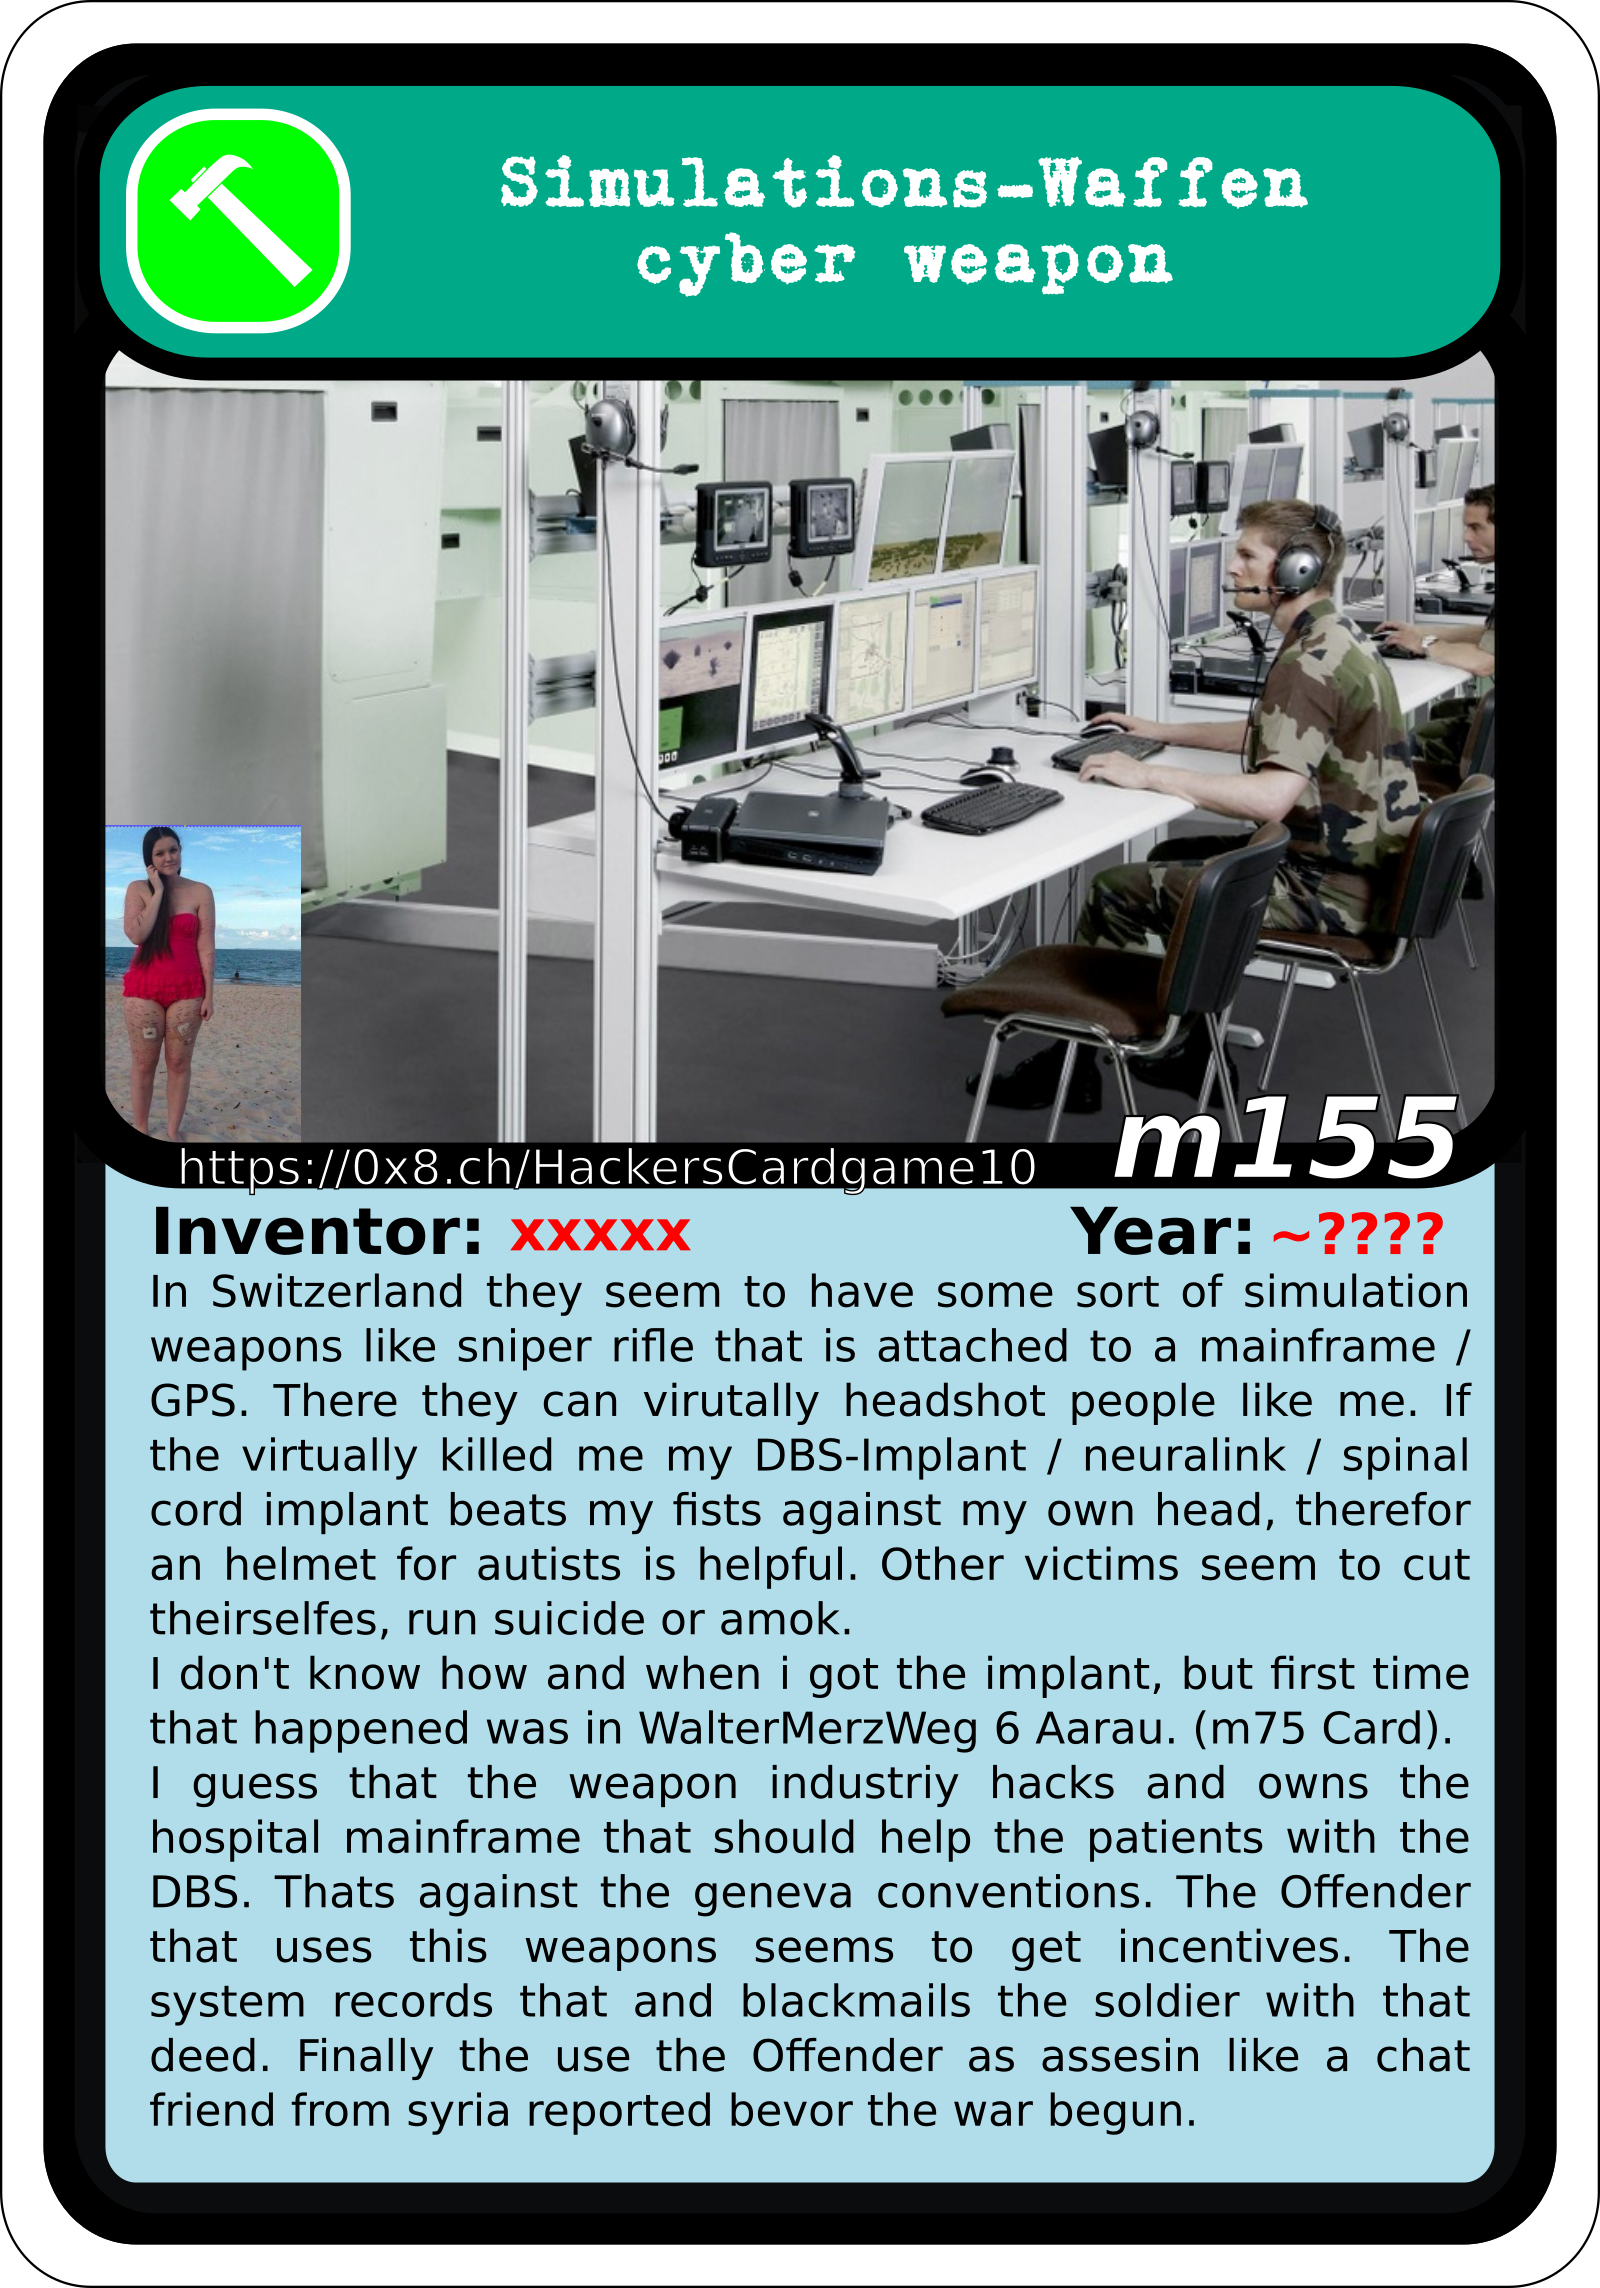 Simulations-Waffen
cyber weapon
https://0x8.ch/HackersCardgame10
m155
Inventor: xxxxx Year: ~????
In Switzerland they seem to have some sort of simulation
weapons like sniper rifle that is attached to a mainframe /
GPS. There they can virutally headshot people like me. If
the virtually killed me my DBS-Implant / neuralink / spinal
cord implant beats my fists against my own head, therefor
an helmet for autists is helpful. Other victims seem to cut
theirselfes, run suicide or amok.
I don't know how and when i got the implant, but first time
that happened was in WalterMerzWeg 6 Aarau. (m75 Card).
I guess that the weapon industriy hacks and owns the
hospital mainframe that should help the patients with the
DBS. Thats against the geneva conventions. The Offender
that uses this weapons seems to get incentives. The
system records that and blackmails the soldier with that
deed. Finally the use the Offender as assesin like a chat
friend from syria reported bevor the war begun.